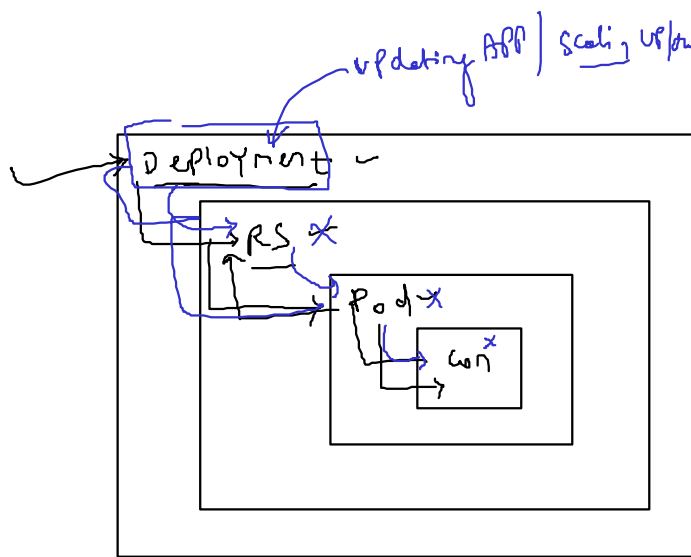 updating APP | Scaling UP/
Deployment
RS
Pod
Con